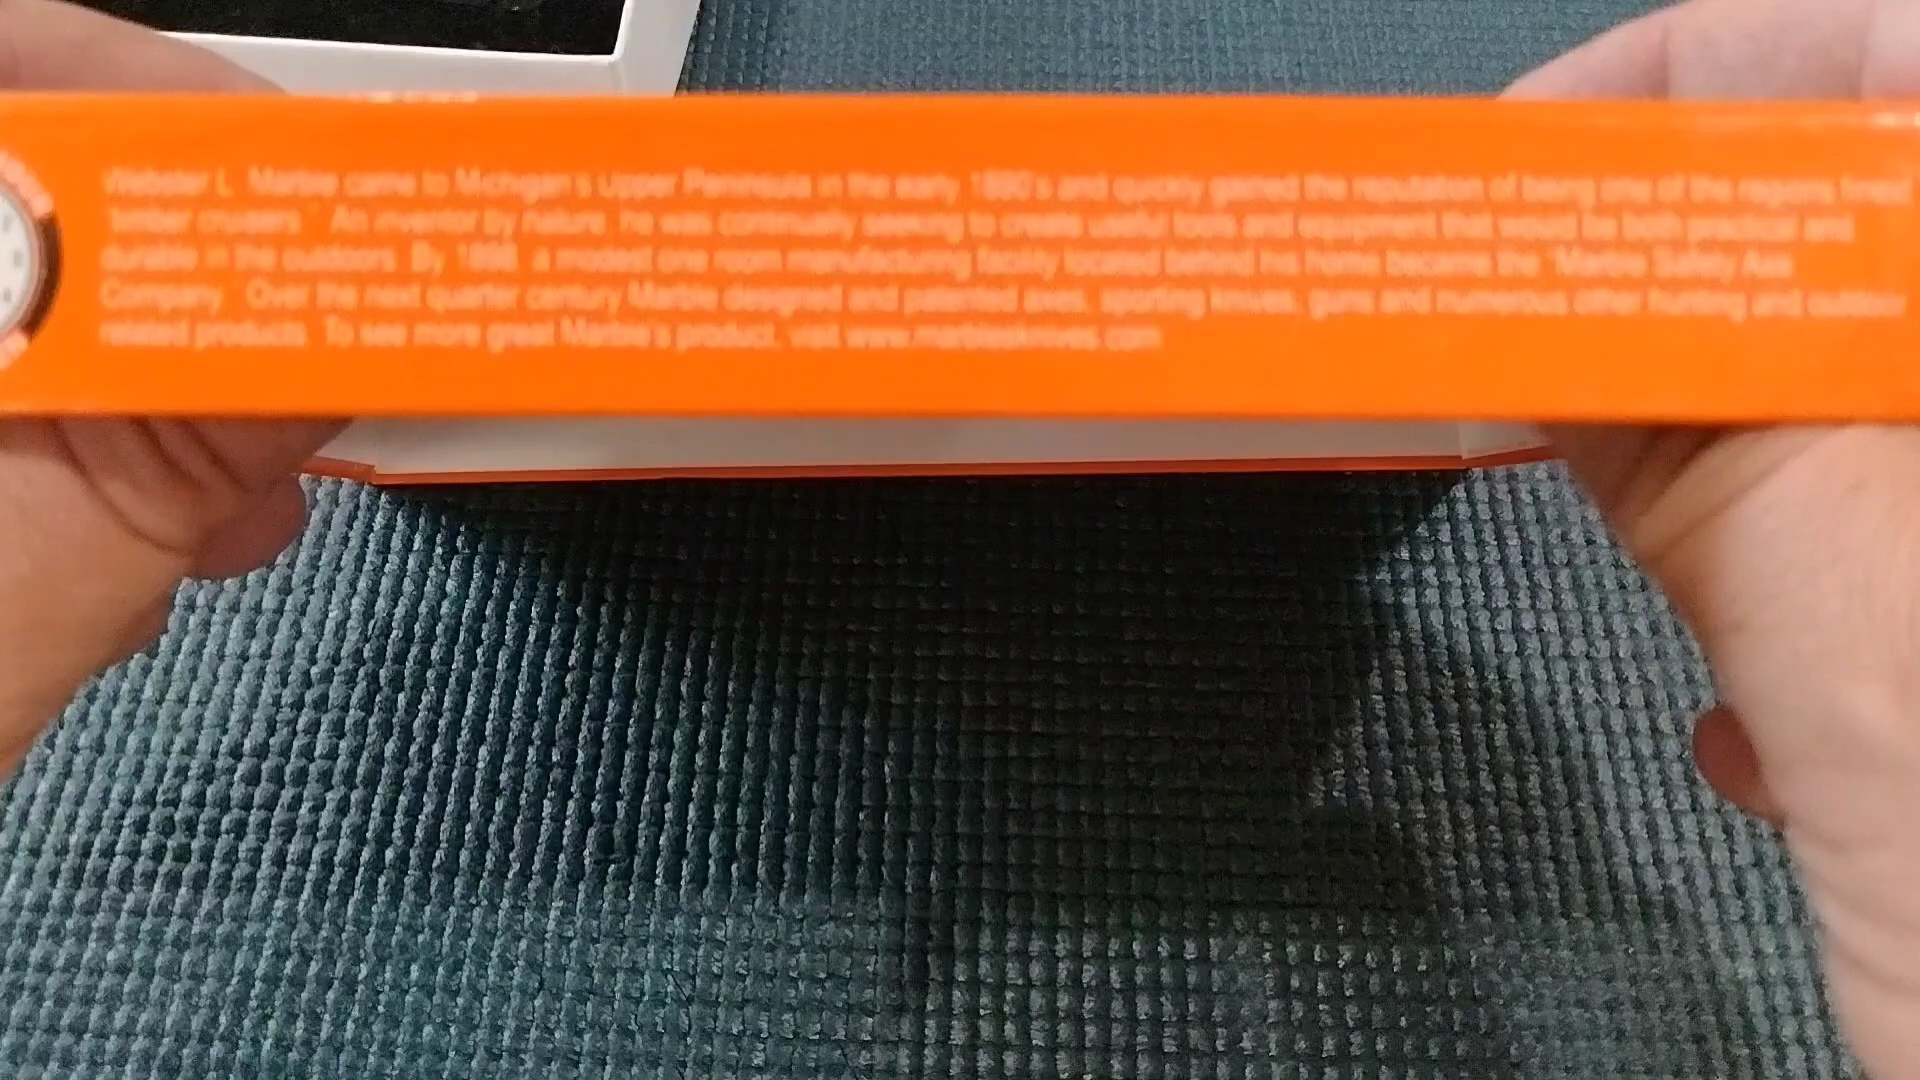 Webster L. Marble came to Michigan's Upper Peninsula in the early 1880's and quickly gained the reputation of being one of the regions finest
"timber cruisers." An inventor by nature, he was continually seeking to create useful tools and equipment that would be both practical and
durable in the outdoors. By 1898, a modest one room manufacturing facility located behind his home became the "Marble Safety Axe
Company". Over the next quarter century Marble designed and patented axes, sporting knives, guns and numerous other hunting and outdoor
related products. To see more great Marble's product, visit www.marblesknives.com